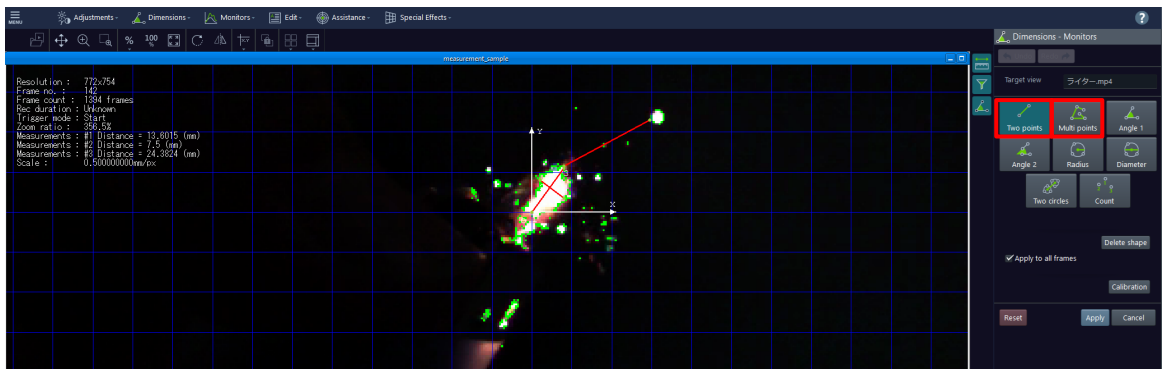 MENU
Adjustments -
Dimensions -
Monitors -
Edit -
Assistance -
Special Effects -
?
%
100 %
measurement_sample
Resolution : 772x754
Frame no. : 142
Frame count : 1394 frames
Rec duration : Unknown
Trigger mode : Start
Zoom ratio : 356.5%
Measurements : #1 Distance = 13.6015 (mm)
Measurements : #2 Distance = 7.5 (mm)
Measurements : #3 Distance = 24.3824 (mm)
Scale : 0.500000000mm/px
Y
X
Dimensions - Monitors
Target view ライター.mp4
Two points
Multi points
Angle 1
Angle 2
Radius
Diameter
Two circles
Count
Delete shape
Apply to all frames
Calibration
Reset
Apply
Cancel